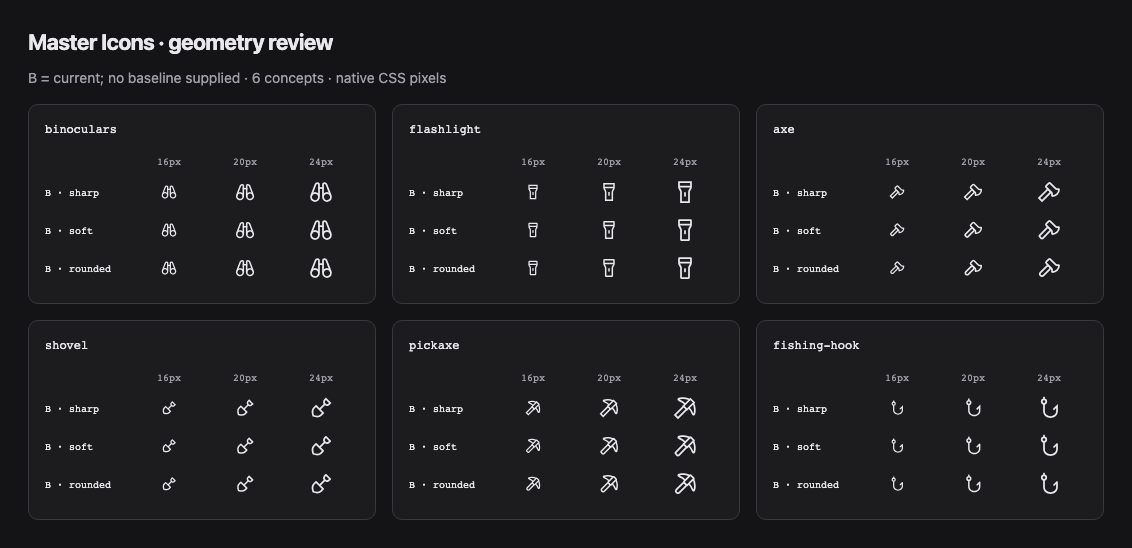 Master Icons · geometry review
B = current; no baseline supplied · 6 concepts · native CSS pixels
binoculars
16px 20px 24px
B · sharp
B · soft
B · rounded
flashlight
16px 20px 24px
B · sharp
B · soft
B · rounded
axe
16px 20px 24px
B · sharp
B · soft
B · rounded
shovel
16px 20px 24px
B · sharp
B · soft
B · rounded
pickaxe
16px 20px 24px
B · sharp
B · soft
B · rounded
fishing-hook
16px 20px 24px
B · sharp
B · soft
B · rounded